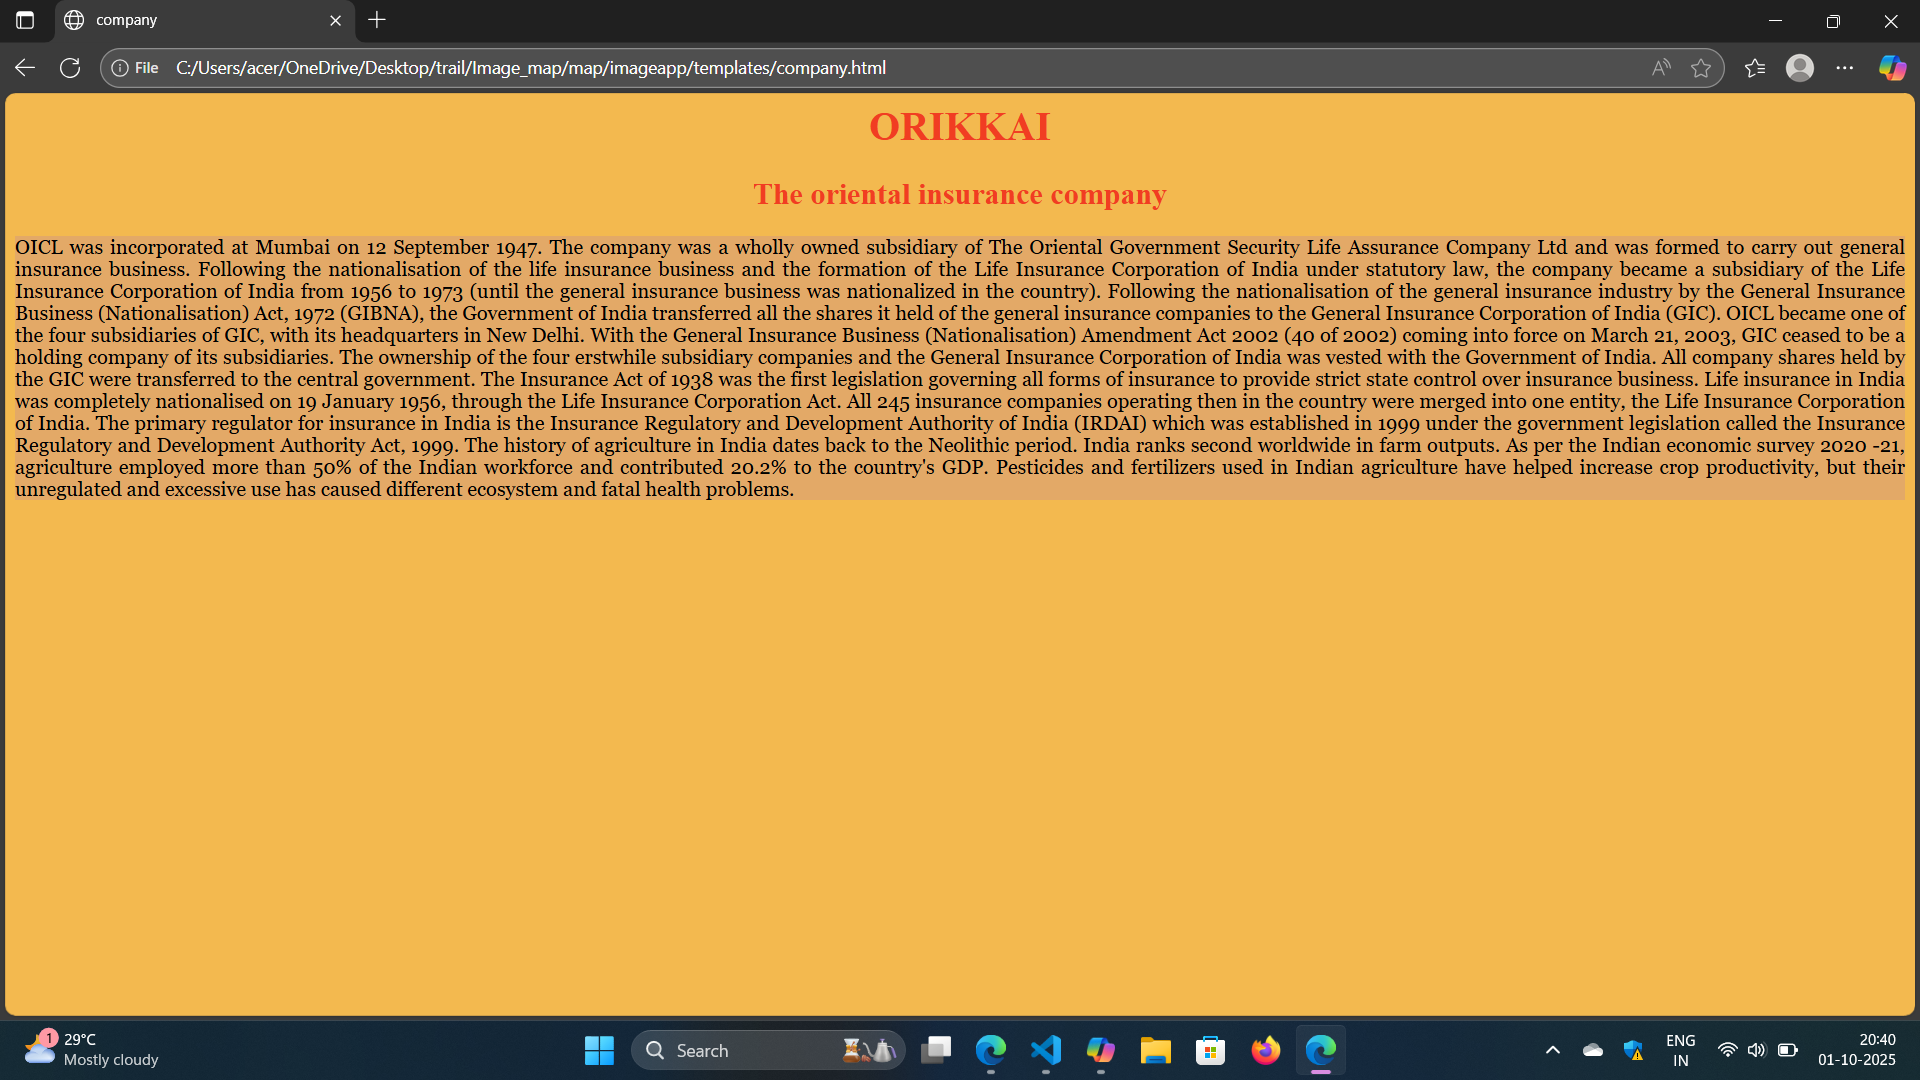 company
File C:/Users/acer/OneDrive/Desktop/trail/Image_map/map/imageapp/templates/company.html
ORIKKAI
The oriental insurance company
OICL was incorporated at Mumbai on 12 September 1947. The company was a wholly owned subsidiary of The Oriental Government Security Life Assurance Company Ltd and was formed to carry out general
insurance business. Following the nationalisation of the life insurance business and the formation of the Life Insurance Corporation of India under statutory law, the company became a subsidiary of the Life
Insurance Corporation of India from 1956 to 1973 (until the general insurance business was nationalized in the country). Following the nationalisation of the general insurance industry by the General Insurance
Business (Nationalisation) Act, 1972 (GIBNA), the Government of India transferred all the shares it held of the general insurance companies to the General Insurance Corporation of India (GIC). OICL became one of
the four subsidiaries of GIC, with its headquarters in New Delhi. With the General Insurance Business (Nationalisation) Amendment Act 2002 (40 of 2002) coming into force on March 21, 2003, GIC ceased to be a
holding company of its subsidiaries. The ownership of the four erstwhile subsidiary companies and the General Insurance Corporation of India was vested with the Government of India. All company shares held by
the GIC were transferred to the central government. The Insurance Act of 1938 was the first legislation governing all forms of insurance to provide strict state control over insurance business. Life insurance in India
was completely nationalised on 19 January 1956, through the Life Insurance Corporation Act. All 245 insurance companies operating then in the country were merged into one entity, the Life Insurance Corporation
of India. The primary regulator for insurance in India is the Insurance Regulatory and Development Authority of India (IRDAI) which was established in 1999 under the government legislation called the Insurance
Regulatory and Development Authority Act, 1999. The history of agriculture in India dates back to the Neolithic period. India ranks second worldwide in farm outputs. As per the Indian economic survey 2020 -21,
agriculture employed more than 50% of the Indian workforce and contributed 20.2% to the country's GDP. Pesticides and fertilizers used in Indian agriculture have helped increase crop productivity, but their
unregulated and excessive use has caused different ecosystem and fatal health problems.
1
29°C
Mostly cloudy
Search
ENG
IN
20:40
01-10-2025